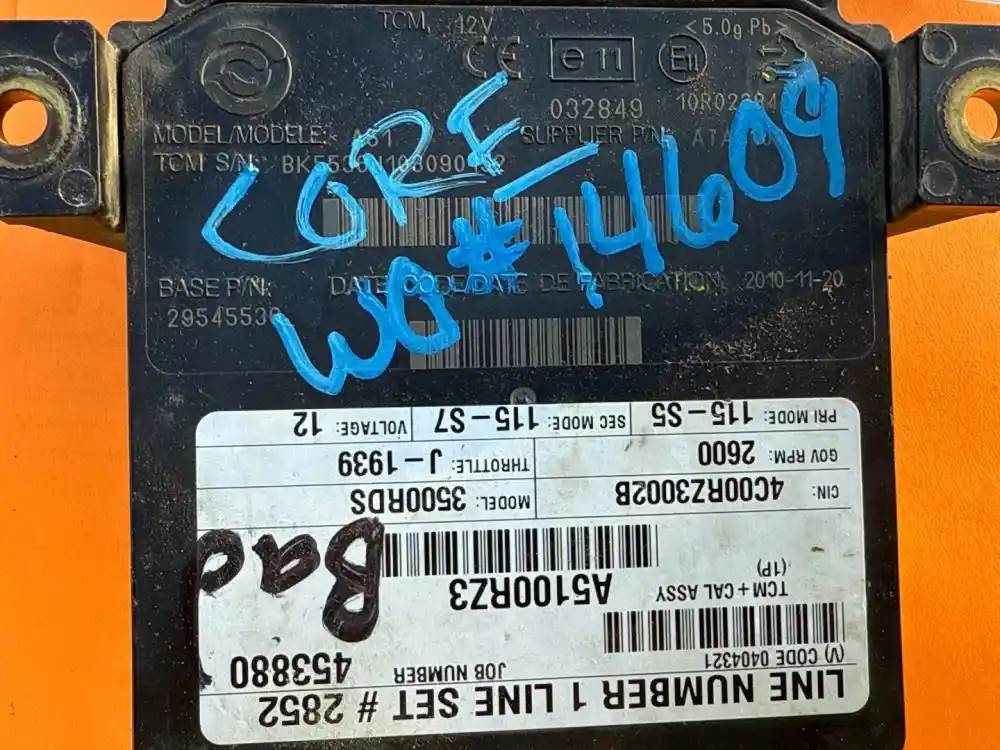 TCM 12V <5.0g Pb>
CE e11 E11
032849
MODEL/MODELE: SUPPLIER P/N:
TCM S/N:
CORE
WO# 14609
BASE P/N: DATE CODE/DATE DE FABRICATION 2010-11-20
LINE NUMBER 1 LINE SET # 2852
(V) CODE 0404321 JOB NUMBER 453880
TCM + CAL ASSY A5100RZ3
(1P)
Bad
CIN: 4C00RZ3002B MODEL: 3500RDS
GOV RPM: 2600 THROTTLE: J-1939
PRI MODE: 115-S5 SEC MODE: 115-S7 VOLTAGE: 12